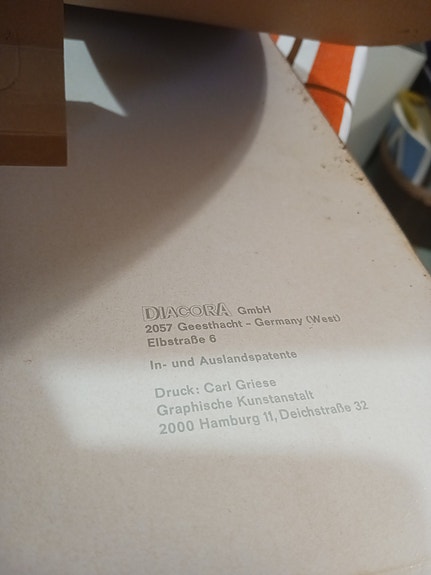 DIACORA GmbH
2057 Geesthacht - Germany (West)
Elbstraße 6
In- und Auslandspatente
Druck: Carl Griese
Graphische Kunstanstalt
2000 Hamburg 11, Deichstraße 32